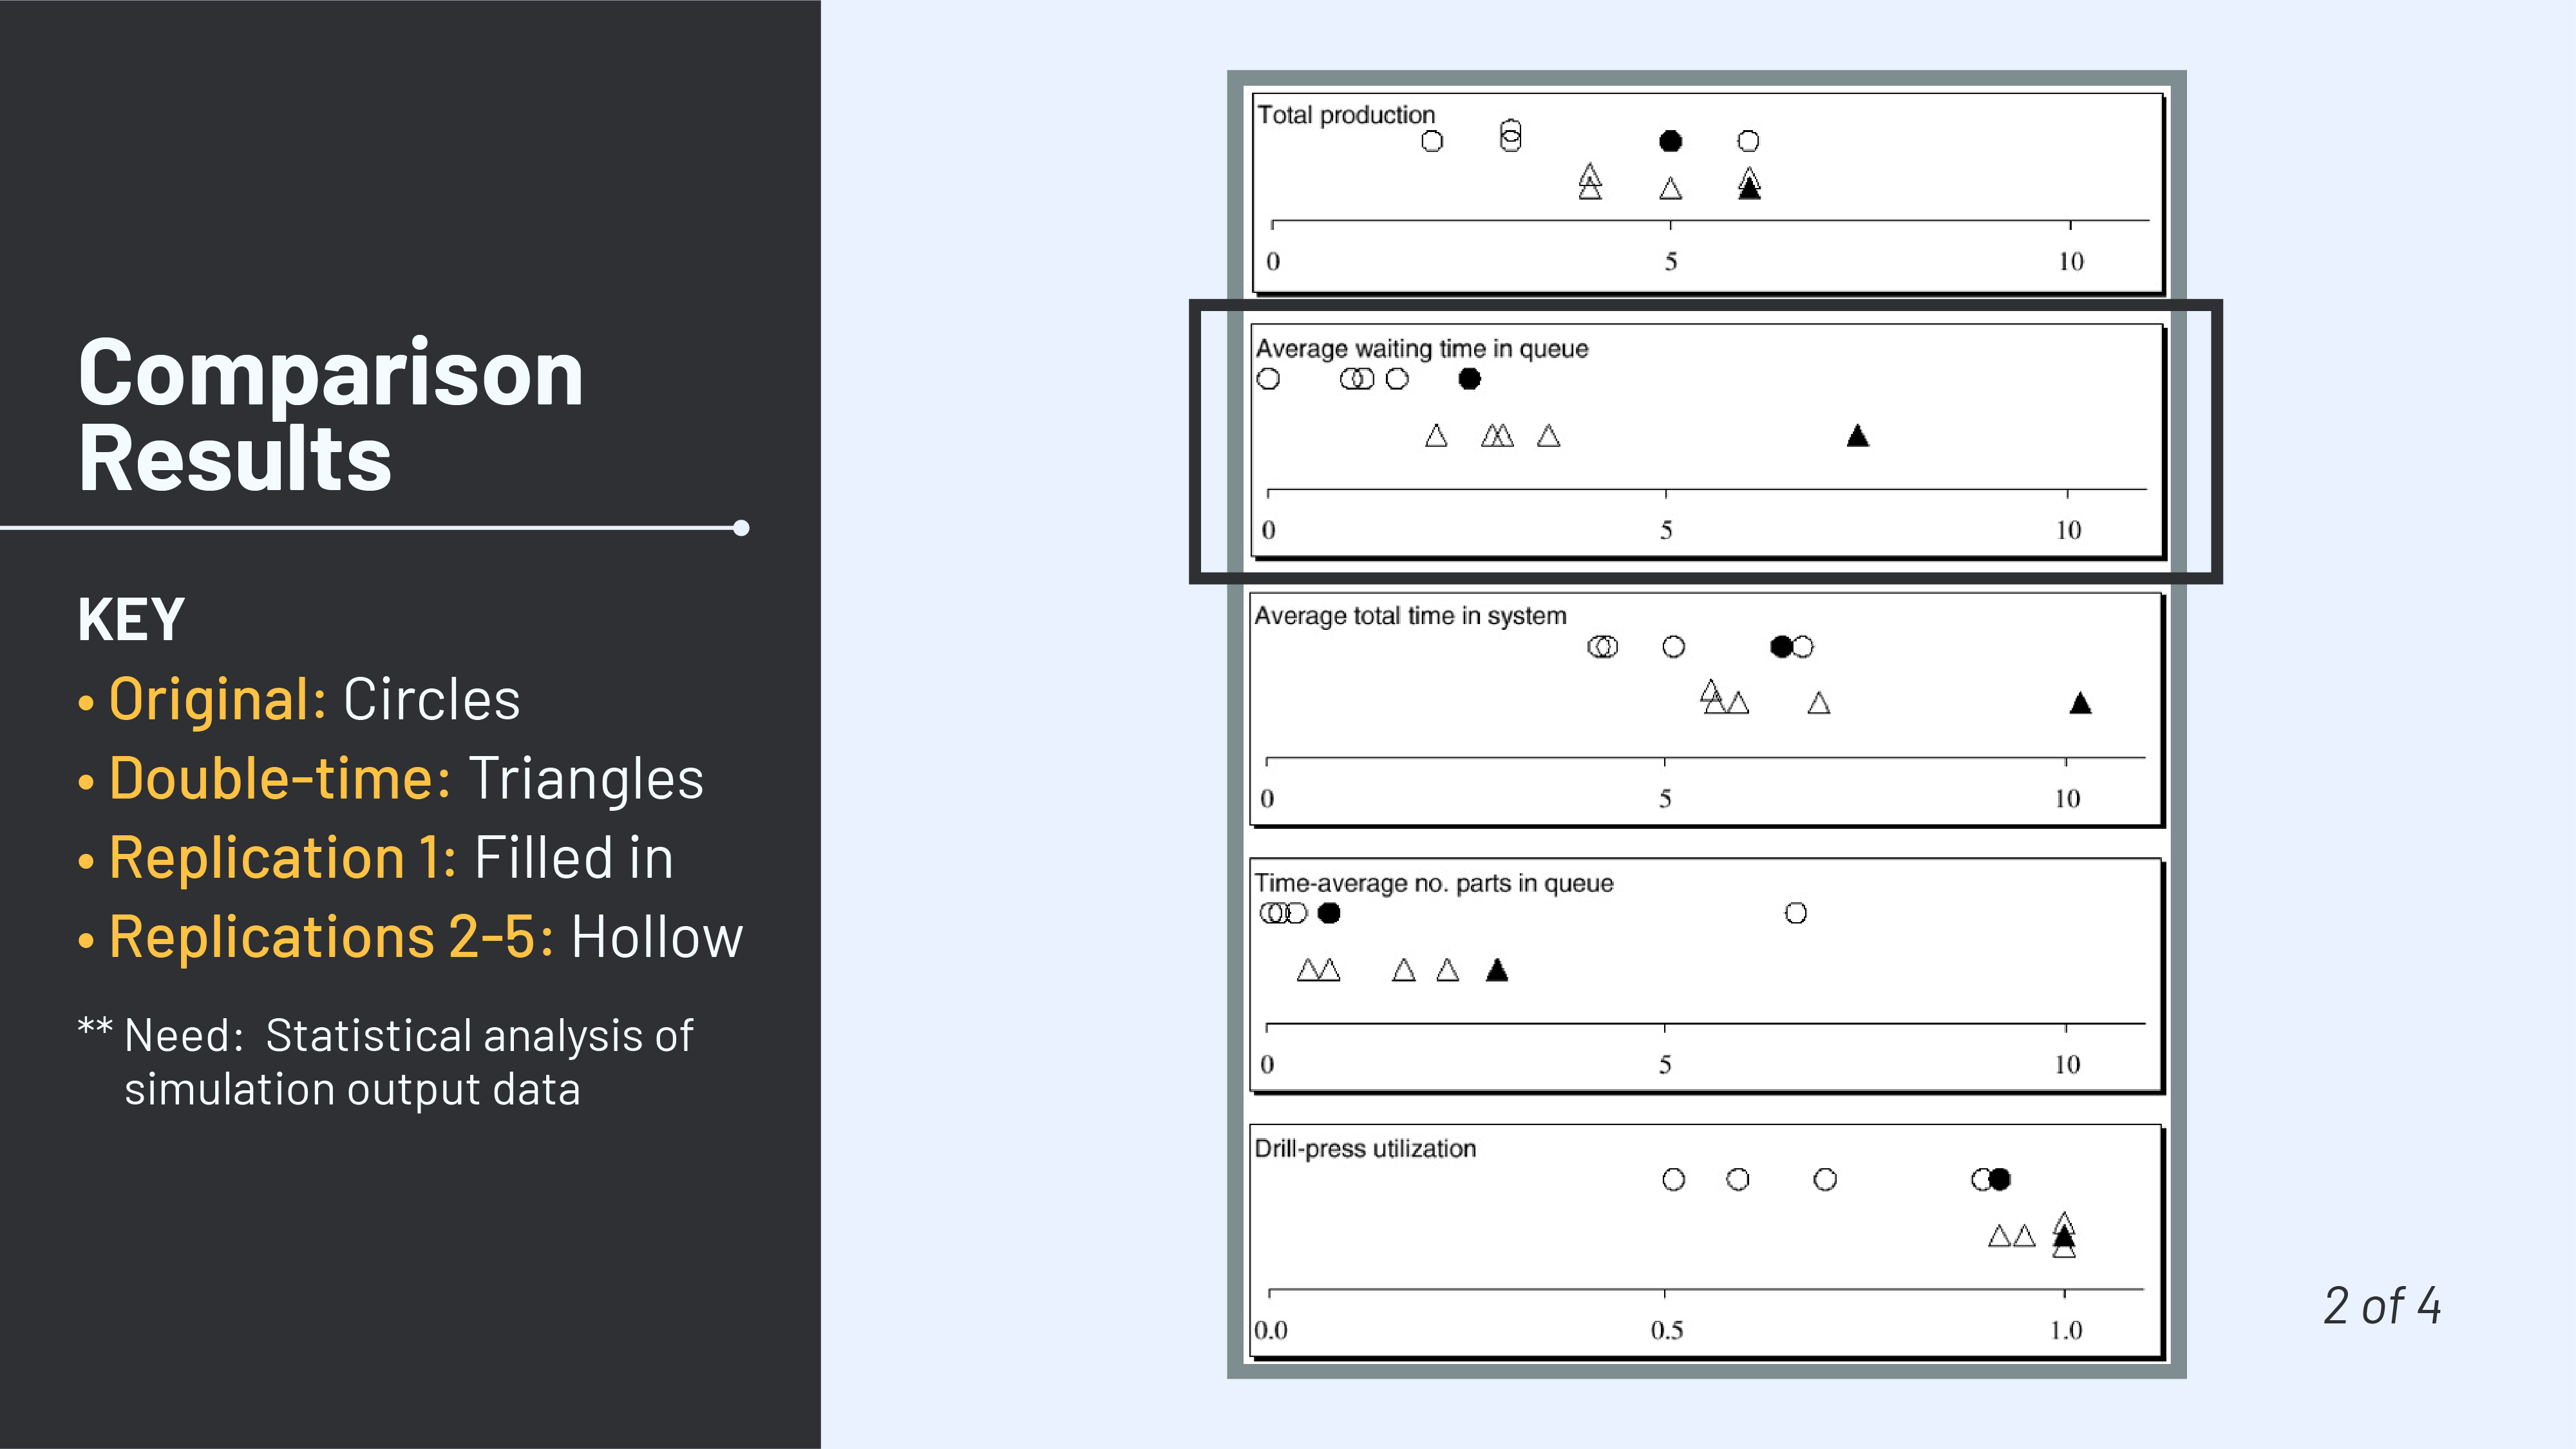 Comparison
Results
KEY
• Original: Circles
• Double-time: Triangles
• Replication 1: Filled in
• Replications 2-5: Hollow
** Need: Statistical analysis of
simulation output data
Total production
0 5 10
Average waiting time in queue
0 5 10
Average total time in system
0 5 10
Time-average no. parts in queue
0 5 10
Drill-press utilization
0.0 0.5 1.0
2 of 4